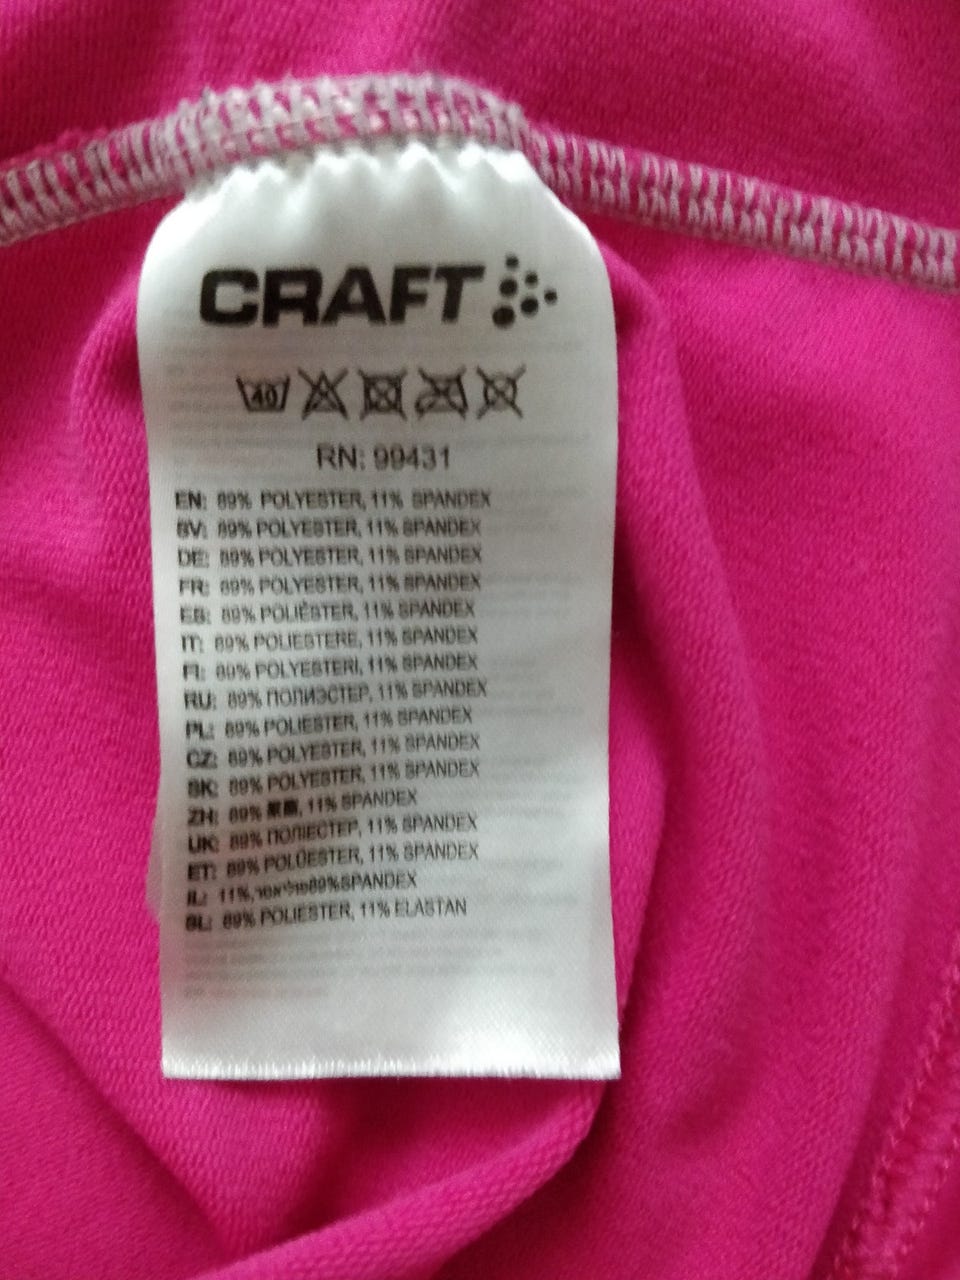 CRAFT
40
RN: 99431
EN: 89% POLYESTER, 11% SPANDEX
SV: 89% POLYESTER, 11% SPANDEX
DE: 89% POLYESTER, 11% SPANDEX
FR: 89% POLYESTER, 11% SPANDEX
ES: 89% POLIÉSTER, 11% SPANDEX
IT: 89% POLIESTERE, 11% SPANDEX
FI: 89% POLYESTERI, 11% SPANDEX
RU: 89% ПОЛИЭСТЕР, 11% SPANDEX
PL: 89% POLIESTER, 11% SPANDEX
CZ: 89% POLYESTER, 11% SPANDEX
SK: 89% POLYESTER, 11% SPANDEX
ZH: 89% 11% SPANDEX
UK: 89% ПОЛІЕСТЕР, 11% SPANDEX
ET: 89% POLÜESTER, 11% SPANDEX
IL: 11%,פוליאסטר89%SPANDEX
SL: 89% POLIESTER, 11% ELASTAN